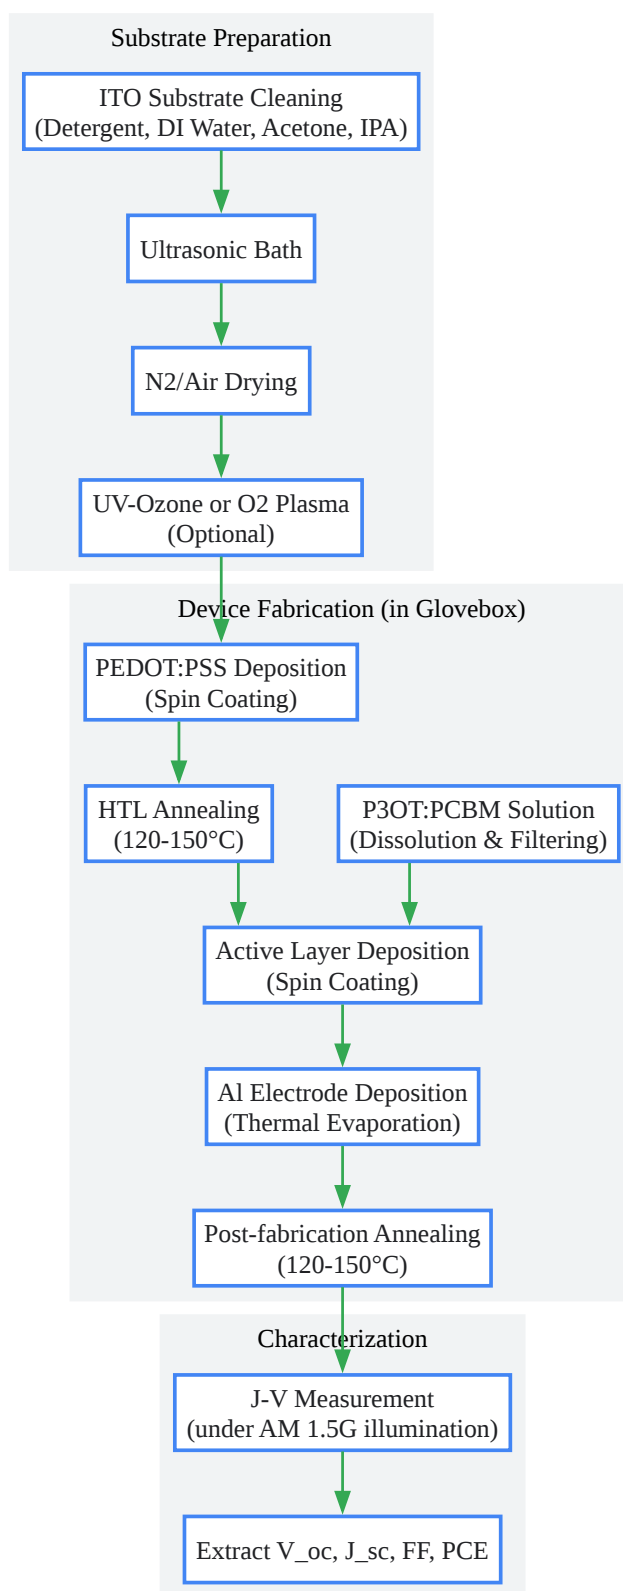 Substrate Preparation
ITO Substrate Cleaning
(Detergent, DI Water, Acetone, IPA)
Ultrasonic Bath
N2/Air Drying
UV-Ozone or O2 Plasma
(Optional)
Device Fabrication (in Glovebox)
PEDOT:PSS Deposition
(Spin Coating)
HTL Annealing
(120-150°C)
P3OT:PCBM Solution
(Dissolution & Filtering)
Active Layer Deposition
(Spin Coating)
Al Electrode Deposition
(Thermal Evaporation)
Post-fabrication Annealing
(120-150°C)
Characterization
J-V Measurement
(under AM 1.5G illumination)
Extract V_oc, J_sc, FF, PCE